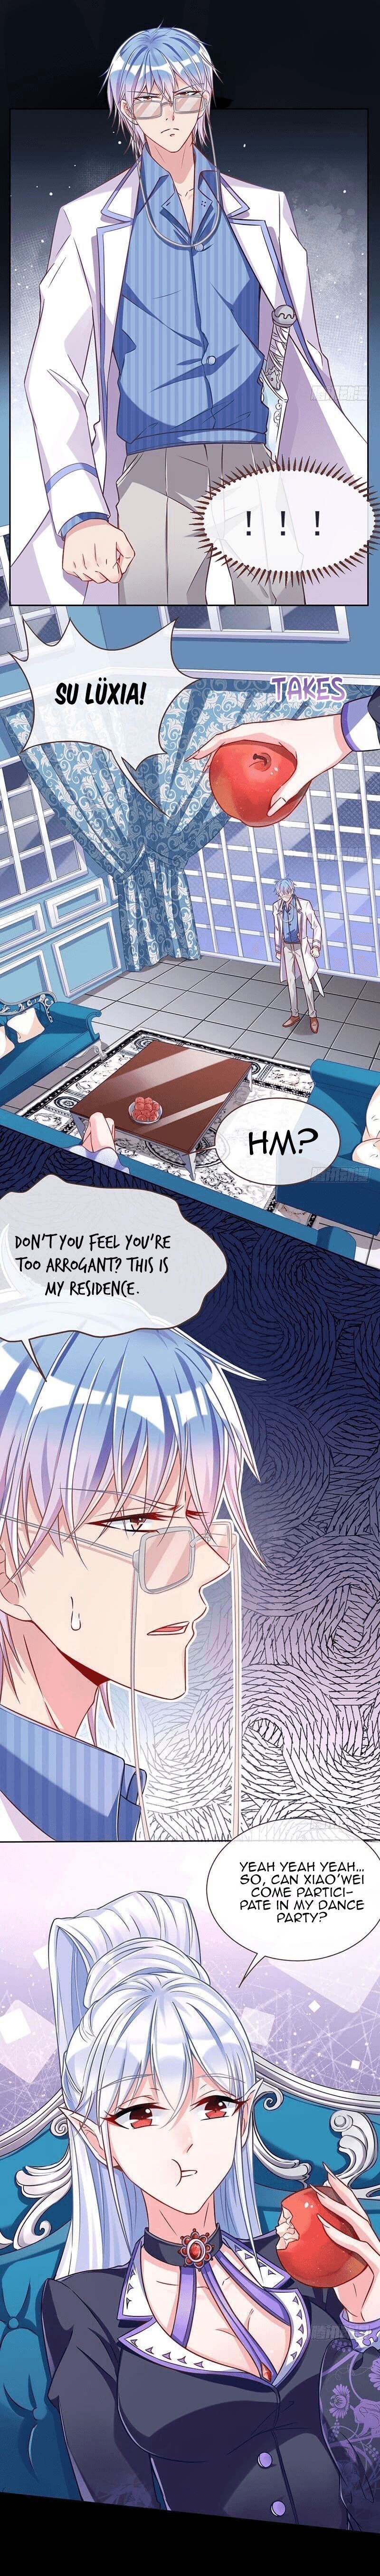 ! ! !
SU LÜXIA!
TAKES
HM?
DON'T YOU FEEL YOU'RE
TOO ARROGANT? THIS IS
MY RESIDENCE.
YEAH YEAH YEAH...
SO, CAN XIAO'WEI
COME PARTICI-
PATE IN MY DANCE
PARTY?